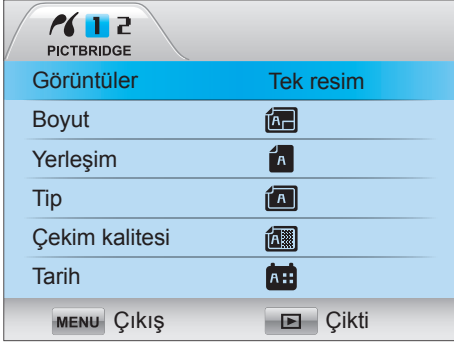 1 2
PICTBRIDGE
Görüntüler Tek resim
Boyut A
Yerleşim A
Tip A
Çekim kalitesi A
Tarih A
MENU Çıkış Çikti